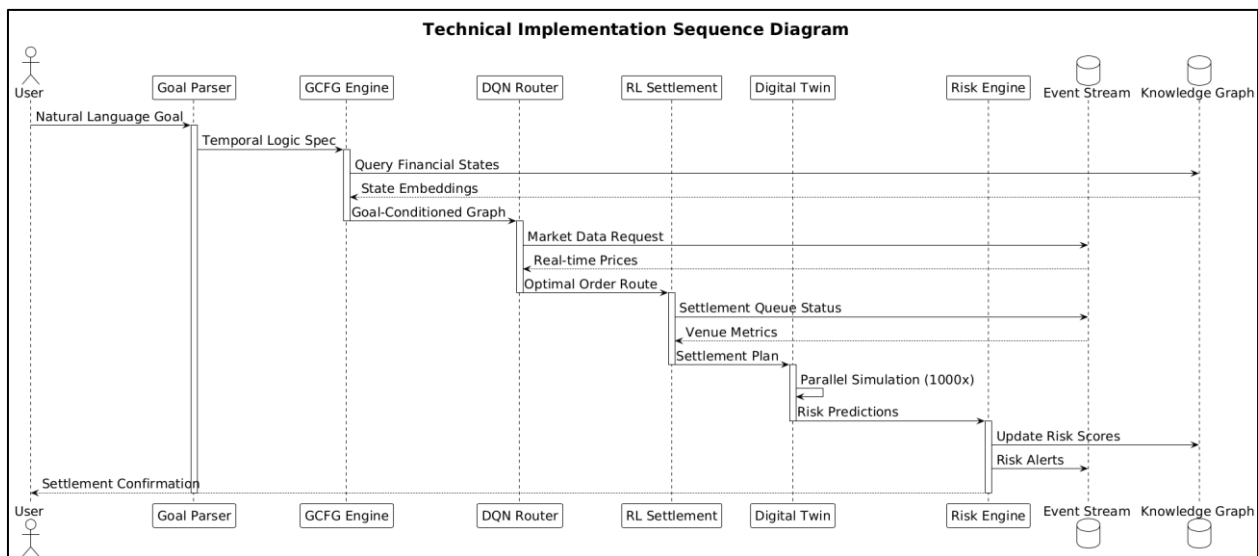 Technical Implementation Sequence Diagram
User
Goal Parser
GCFG Engine
DQN Router
RL Settlement
Digital Twin
Risk Engine
Event Stream
Knowledge Graph
Natural Language Goal
Temporal Logic Spec
Query Financial States
State Embeddings
Goal-Conditioned Graph
Market Data Request
Real-time Prices
Optimal Order Route
Settlement Queue Status
Venue Metrics
Settlement Plan
Parallel Simulation (1000x)
Risk Predictions
Update Risk Scores
Risk Alerts
Settlement Confirmation
User
Goal Parser
GCFG Engine
DQN Router
RL Settlement
Digital Twin
Risk Engine
Event Stream
Knowledge Graph